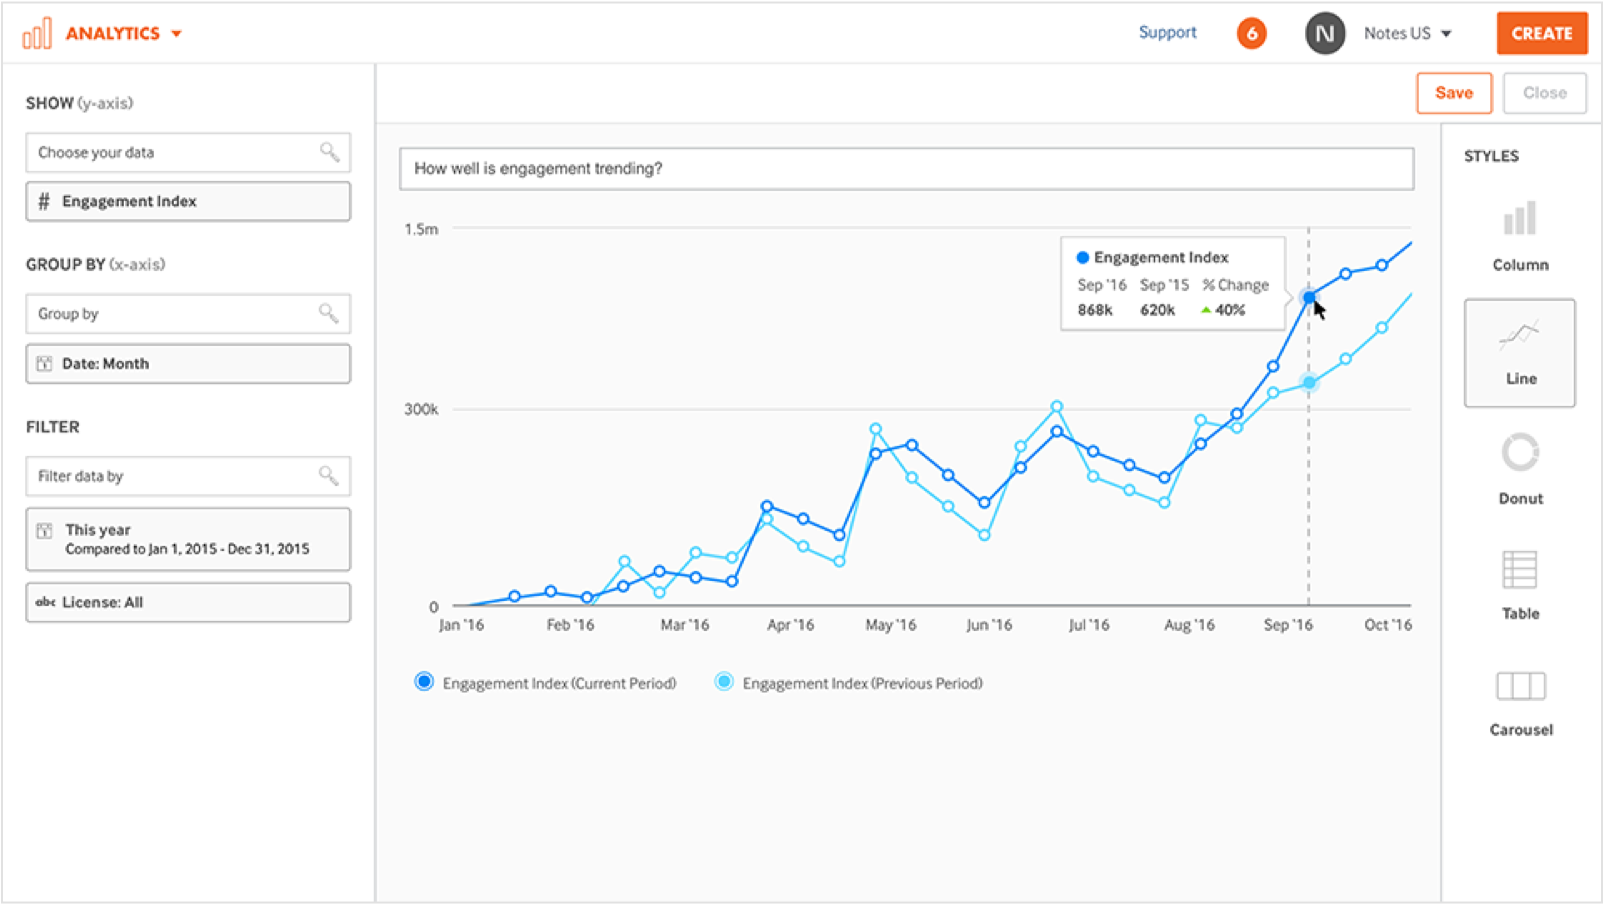 ANALYTICS
Support
6
N
Notes US
CREATE
Save
Close
SHOW (y-axis)
Choose your data
# Engagement Index
GROUP BY (x-axis)
Group by
Date: Month
FILTER
Filter data by
This year
Compared to Jan 1, 2015 - Dec 31, 2015
abc License: All
How well is engagement trending?
1.5m
300k
0
Engagement Index
Sep '16 Sep '15 % Change
868k 620k 40%
Jan '16 Feb '16 Mar '16 Apr '16 May '16 Jun '16 Jul '16 Aug '16 Sep '16 Oct '16
Engagement Index (Current Period) Engagement Index (Previous Period)
STYLES
Column
Line
Donut
Table
Carousel